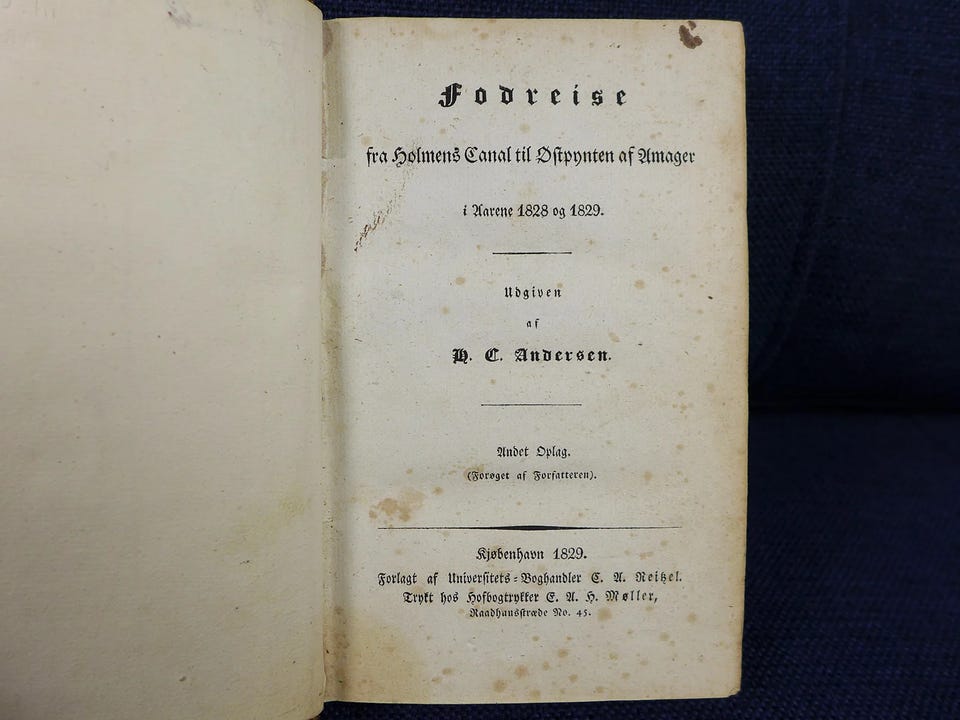 Fodreise
fra Holmens Canal til Østpynten af Amager
i Aarene 1828 og 1829.
Udgiven
af
H. C. Andersen.
Andet Oplag.
(Forøget af Forfatteren).
Kjøbenhavn 1829.
Forlagt af Universitets-Boghandler C. A. Reitzel.
Trykt hos Hofbogtrykker E. A. H. Møller,
Raadhuusstræde No. 45.